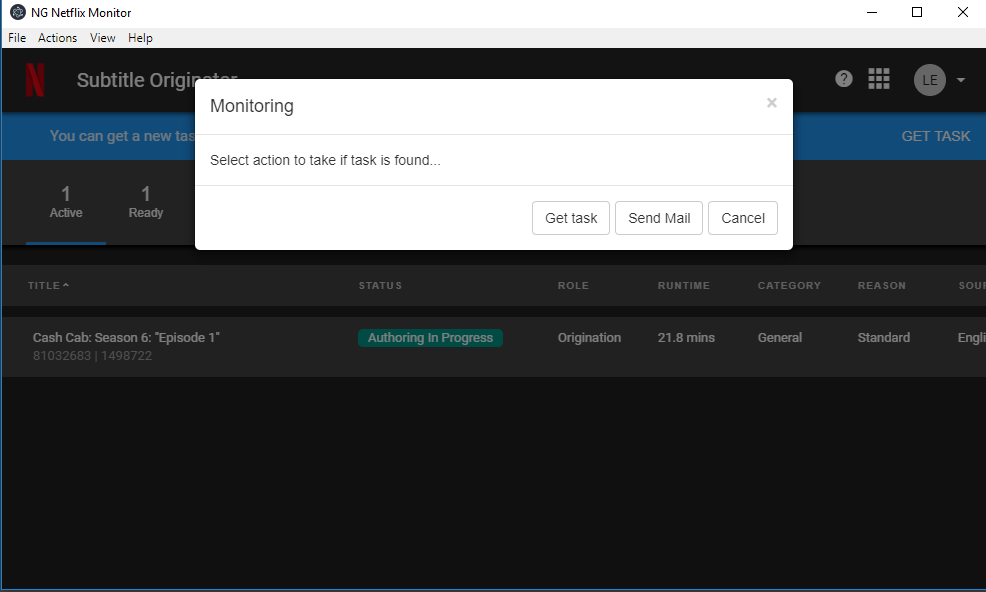 NG Netflix Monitor
File Actions View Help
Subtitle Originator
LE
You can get a new tas
GET TASK
Monitoring
×
Select action to take if task is found...
Get task Send Mail Cancel
1 1
Active Ready
TITLE STATUS ROLE RUNTIME CATEGORY REASON SOUR
Cash Cab: Season 6: "Episode 1" Authoring In Progress Origination 21.8 mins General Standard Engli
81032683 | 1498722